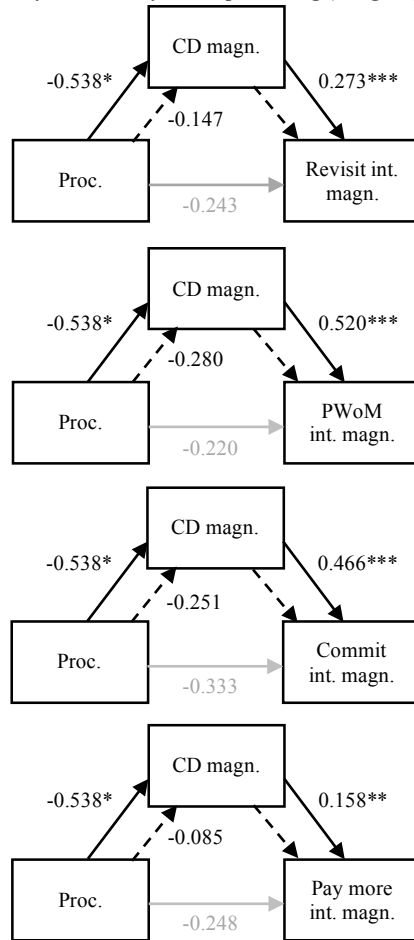 CD magn.
-0.538*
0.273***
-0.147
Proc.
Revisit int.
magn.
-0.243
CD magn.
-0.538*
0.520***
-0.280
Proc.
PWoM
int. magn.
-0.220
CD magn.
-0.538*
0.466***
-0.251
Proc.
Commit
int. magn.
-0.333
CD magn.
-0.538*
0.158**
-0.085
Proc.
Pay more
int. magn.
-0.248